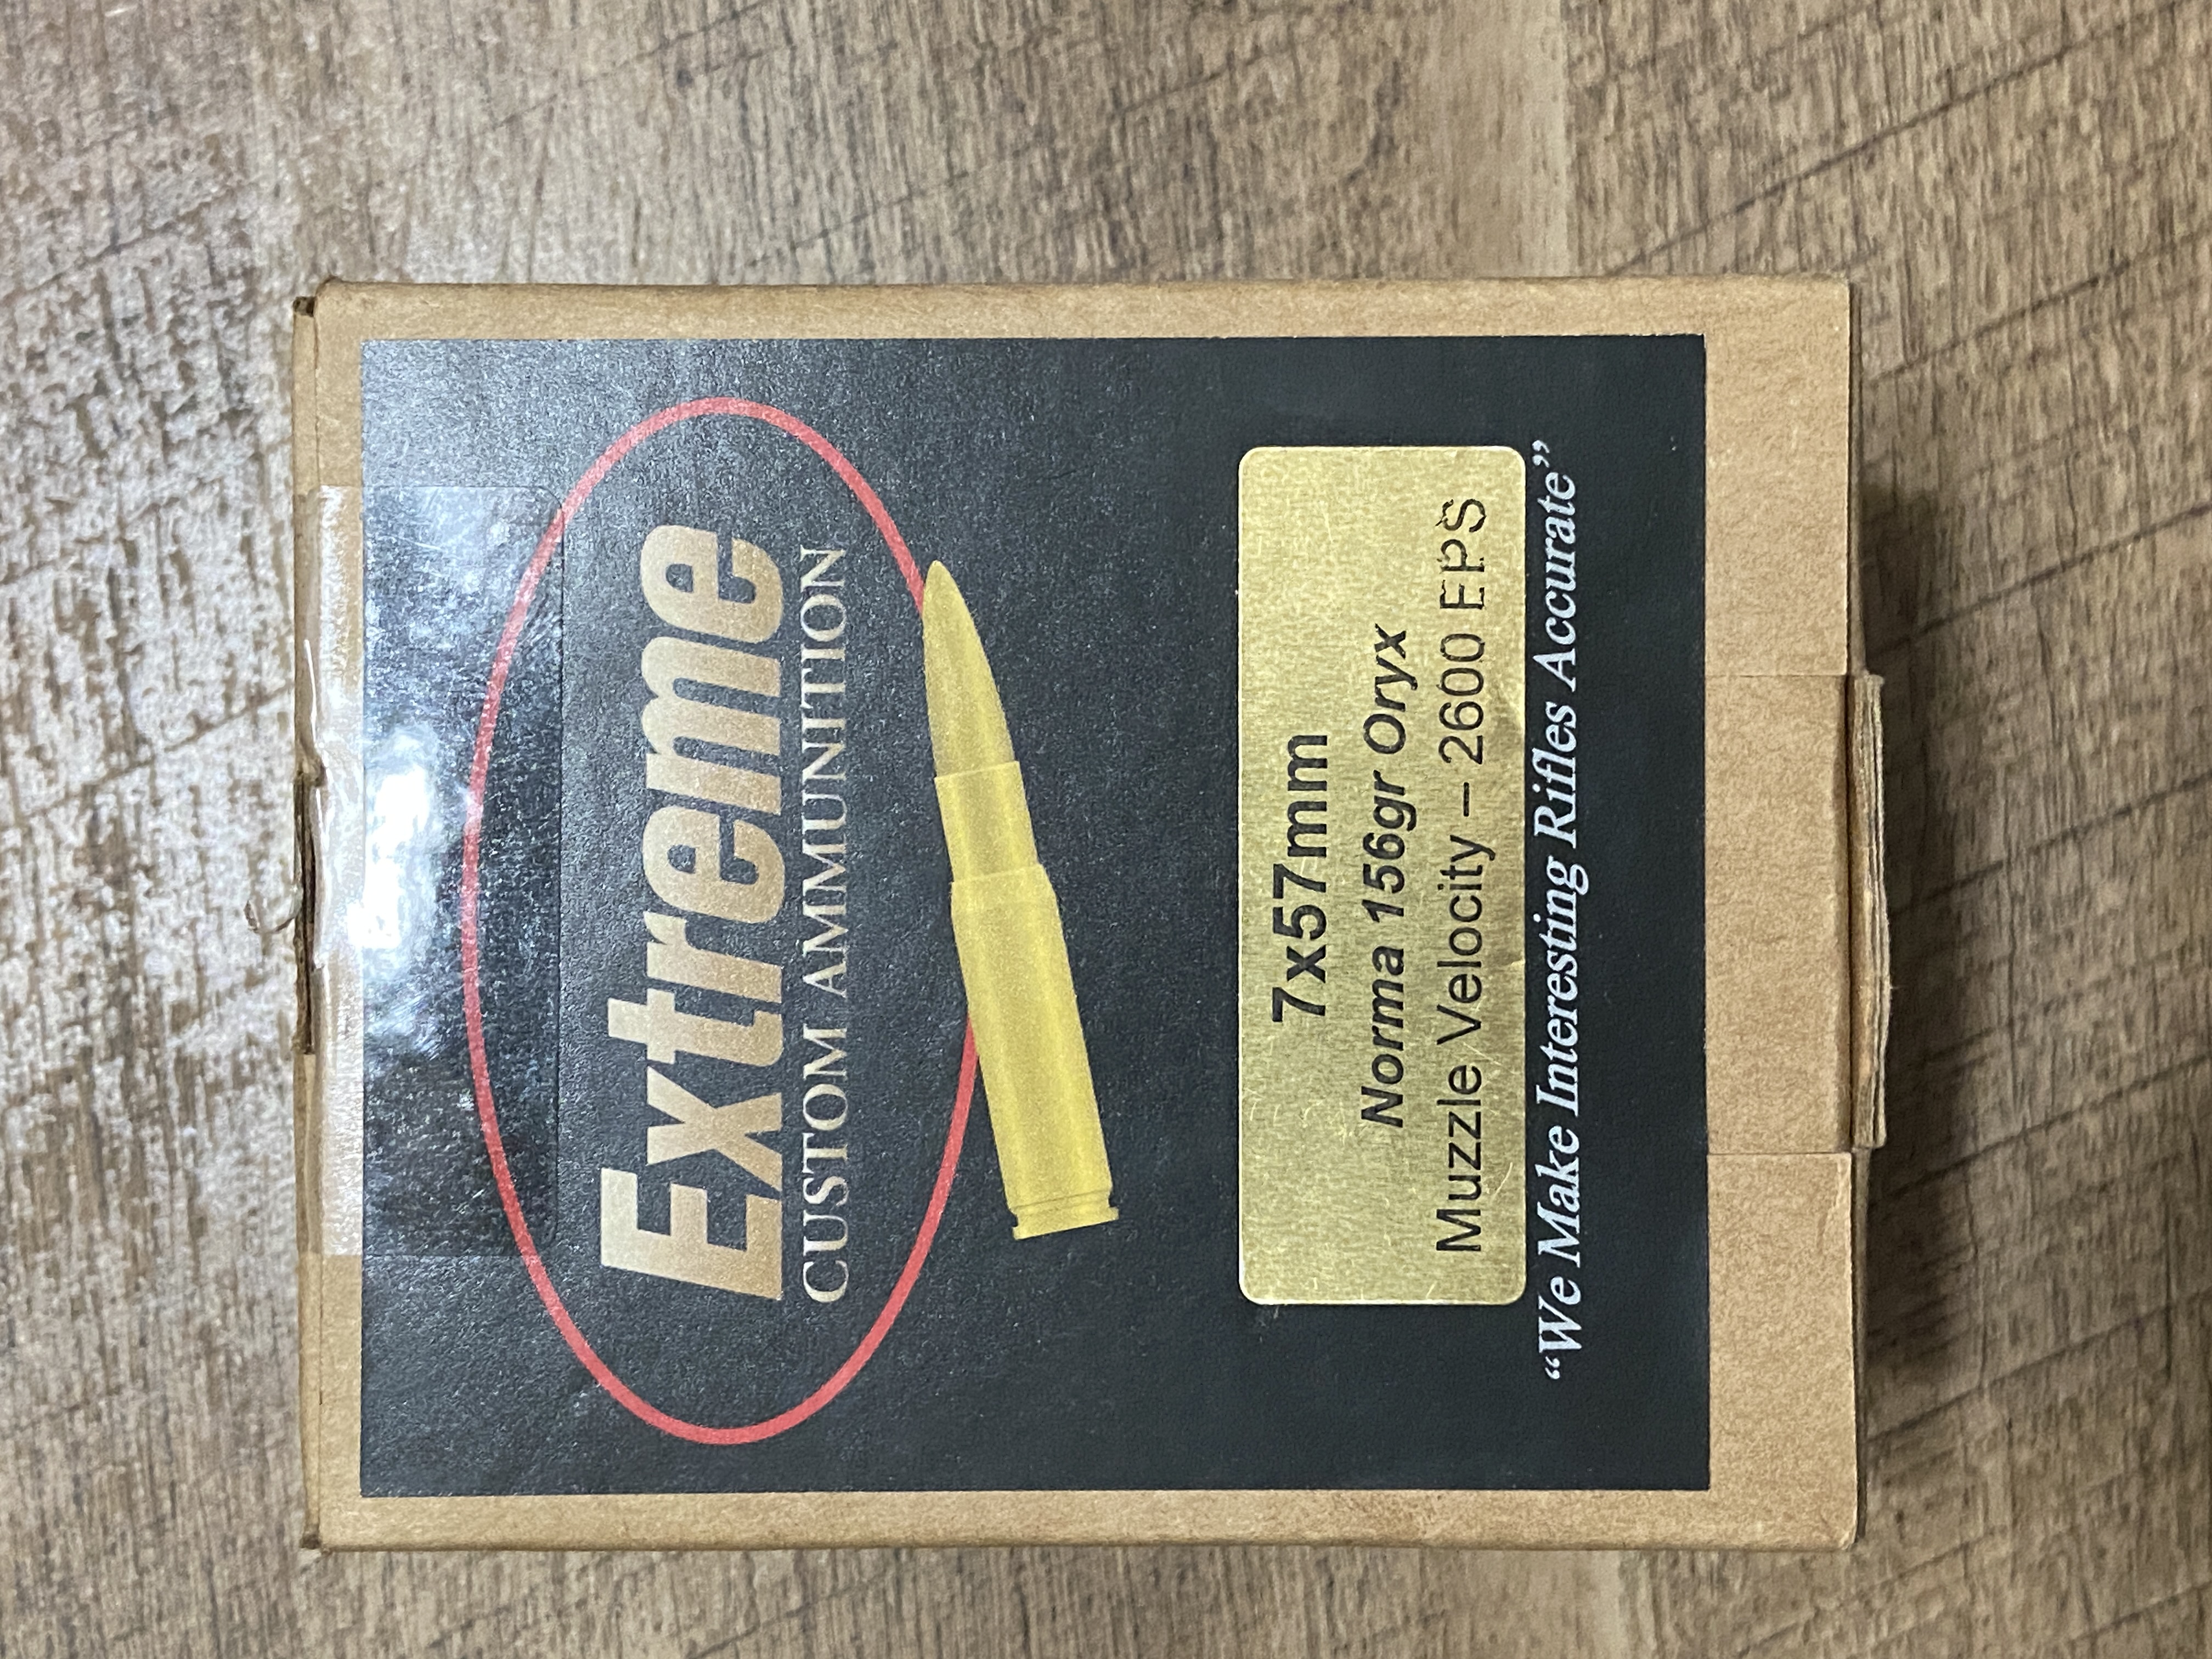 Extreme
CUSTOM AMMUNITION
7x57mm
Norma 156gr Oryx
Muzzle Velocity – 2600 FPS
“We Make Interesting Rifles Accurate”